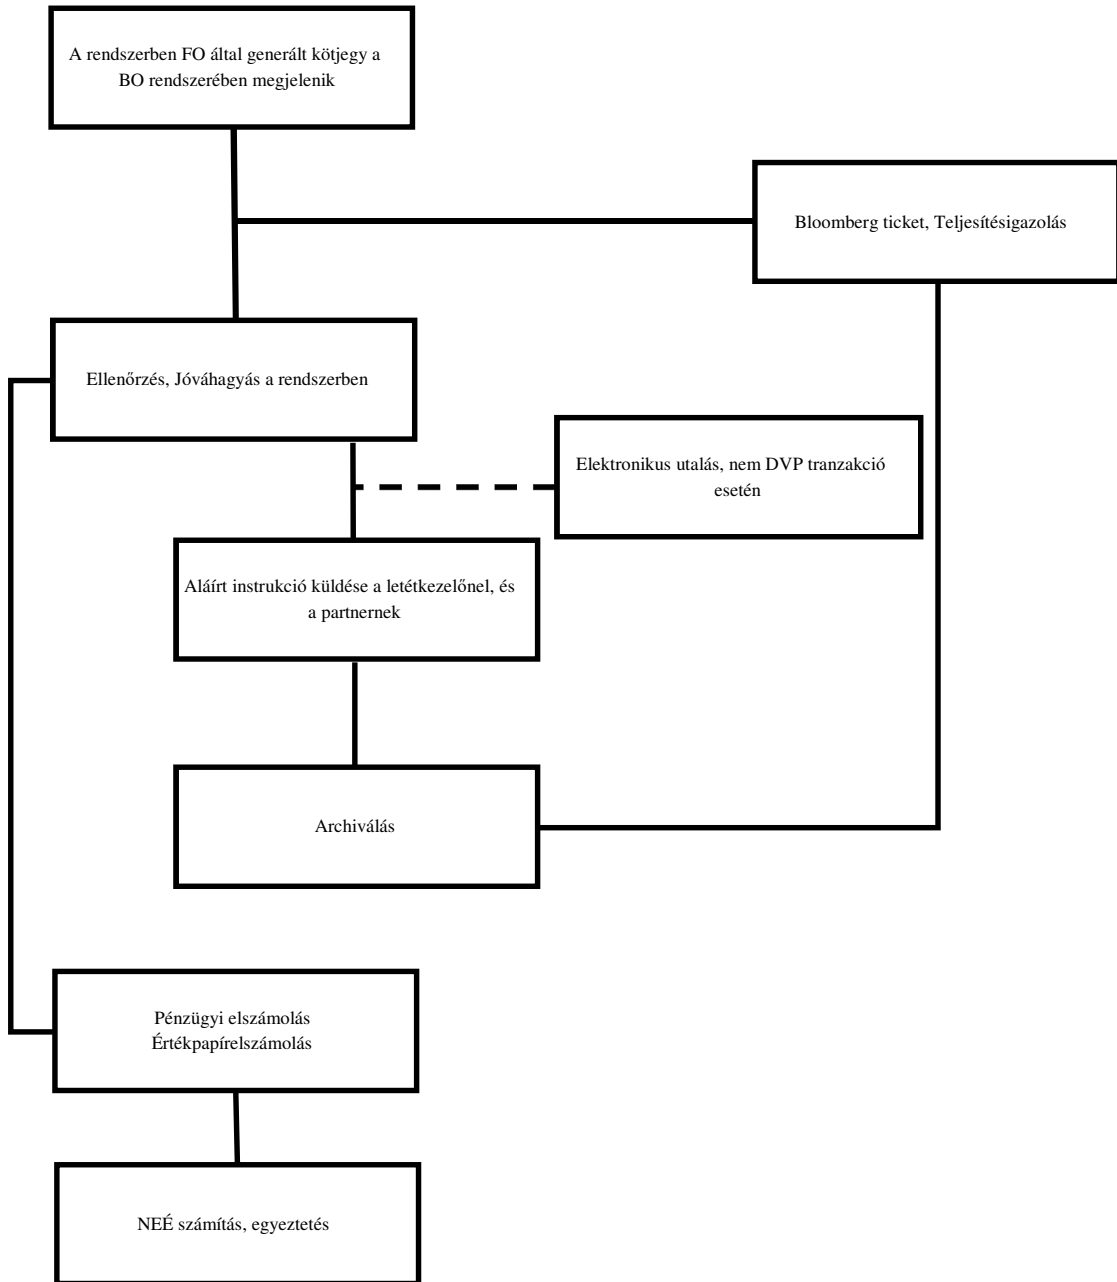 A rendszerben FO által generált kötjegy a
BO rendszerében megjelenik
Bloomberg ticket, Teljesítésigazolás
Ellenőrzés, Jóváhagyás a rendszerben
Elektronikus utalás, nem DVP tranzakció
esetén
Aláírt instrukció küldése a letétkezelőnel, és
a partnernek
Archiválás
Pénzügyi elszámolás
Értékpapírelszámolás
NEÉ számítás, egyeztetés